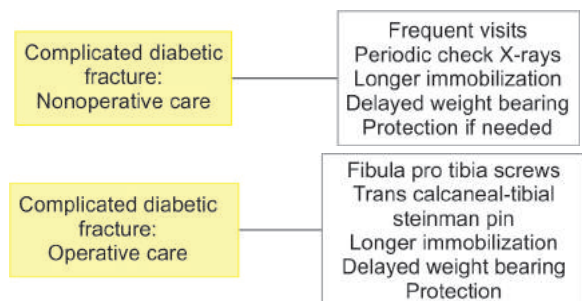 Complicated diabetic
fracture:
Nonoperative care
Frequent visits
Periodic check X-rays
Longer immobilization
Delayed weight bearing
Protection if needed
Complicated diabetic
fracture:
Operative care
Fibula pro tibia screws
Trans calcaneal-tibial
steinman pin
Longer immobilization
Delayed weight bearing
Protection